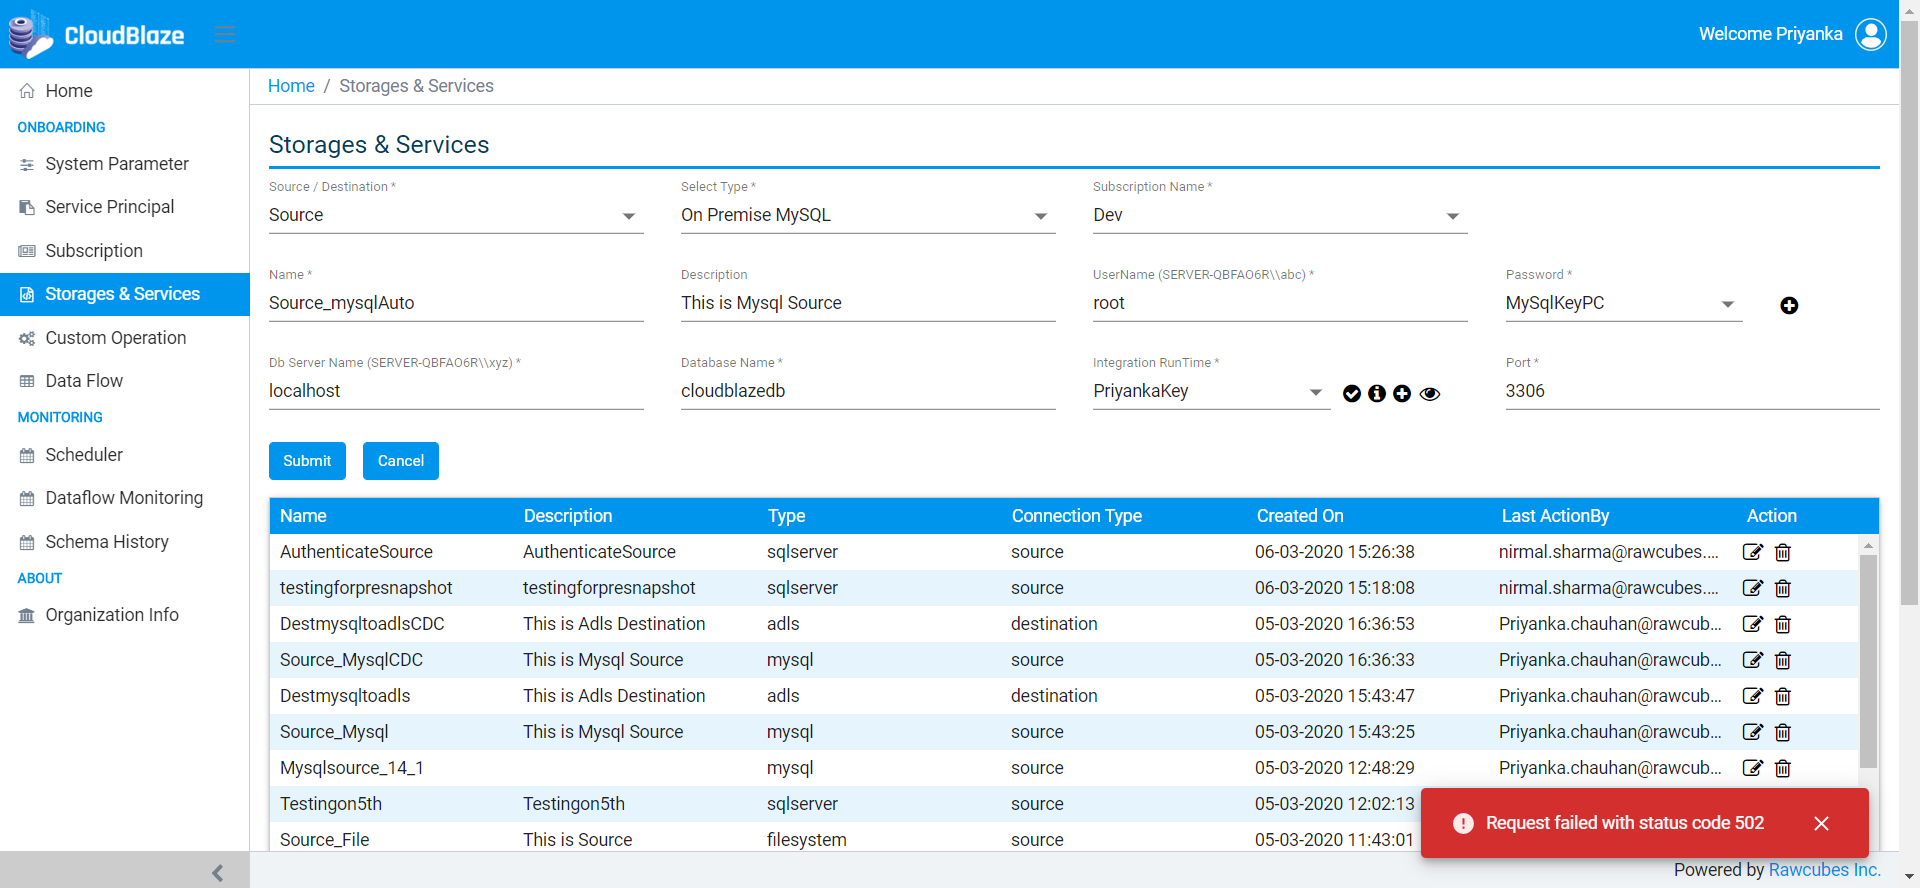 CloudBlaze
Welcome Priyanka
Home
ONBOARDING
System Parameter
Service Principal
Subscription
Storages & Services
Custom Operation
Data Flow
MONITORING
Scheduler
Dataflow Monitoring
Schema History
ABOUT
Organization Info
Home / Storages & Services
Storages & Services
Source / Destination * Select Type * Subscription Name *
Source On Premise MySQL Dev
Name * Description UserName (SERVER-QBFAO6R\\abc) * Password *
Source_mysqlAuto This is Mysql Source root MySqlKeyPC
Db Server Name (SERVER-QBFAO6R\\xyz) * Database Name * Integration RunTime * Port *
localhost cloudblazedb PriyankaKey 3306
Submit Cancel
Name Description Type Connection Type Created On Last ActionBy Action
AuthenticateSource AuthenticateSource sqlserver source 06-03-2020 15:26:38 nirmal.sharma@rawcubes....
testingforpresnapshot testingforpresnapshot sqlserver source 06-03-2020 15:18:08 nirmal.sharma@rawcubes....
DestmysqltoadlsCDC This is Adls Destination adls destination 05-03-2020 16:36:53 Priyanka.chauhan@rawcub...
Source_MysqlCDC This is Mysql Source mysql source 05-03-2020 16:36:33 Priyanka.chauhan@rawcub...
Destmysqltoadls This is Adls Destination adls destination 05-03-2020 15:43:47 Priyanka.chauhan@rawcub...
Source_Mysql This is Mysql Source mysql source 05-03-2020 15:43:25 Priyanka.chauhan@rawcub...
Mysqlsource_14_1 mysql source 05-03-2020 12:48:29 Priyanka.chauhan@rawcub...
Testingon5th Testingon5th sqlserver source 05-03-2020 12:02:13
Source_File This is Source filesystem source 05-03-2020 11:43:01
Request failed with status code 502
Powered by Rawcubes Inc.